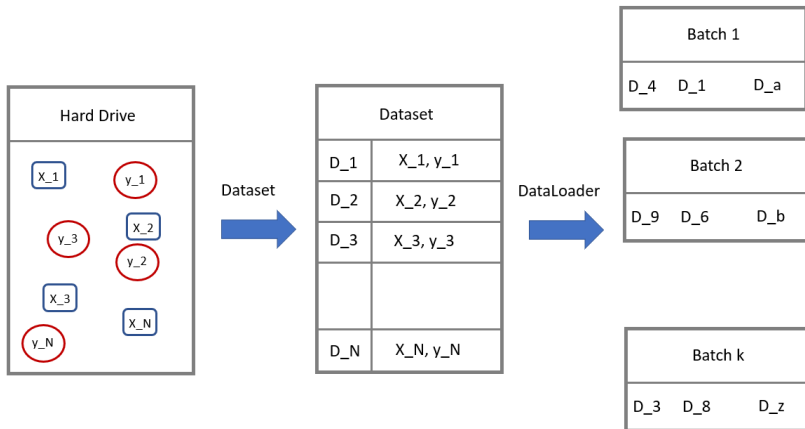 Hard Drive
X_1
y_1
X_2
y_3
y_2
X_3
X_N
y_N
Dataset
Dataset
D_1 X_1, y_1
D_2 X_2, y_2
D_3 X_3, y_3
D_N X_N, y_N
DataLoader
Batch 1
D_4 D_1 D_a
Batch 2
D_9 D_6 D_b
Batch k
D_3 D_8 D_z